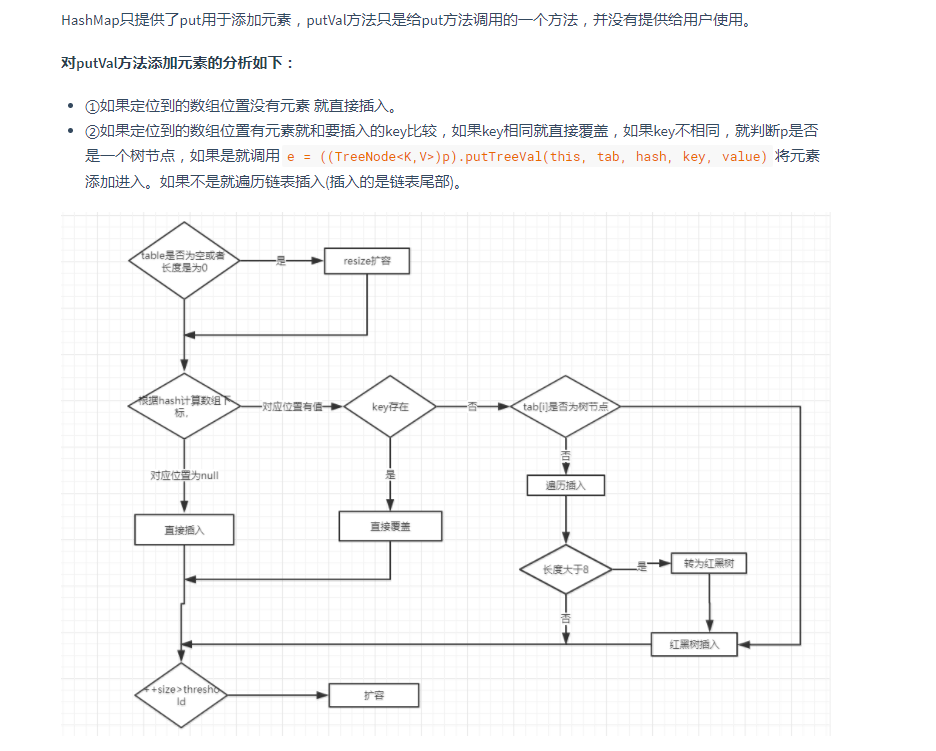 HashMap只提供了put用于添加元素，putVal方法只是给put方法调用的一个方法，并没有提供给用户使用。
对putVal方法添加元素的分析如下：
• ①如果定位到的数组位置没有元素 就直接插入。
• ②如果定位到的数组位置有元素就和要插入的key比较，如果key相同就直接覆盖，如果key不相同，就判断p是否
是一个树节点，如果是就调用 e = ((TreeNode<K,V>)p).putTreeVal(this, tab, hash, key, value) 将元素
添加进入。如果不是就遍历链表插入(插入的是链表尾部)。
table是否为空或者
长度是为0
是
resize扩容
根据hash计算数组下
标,
对应位置有值
key存在
否
tab[i]是否为树节点
对应位置为null
是
否
遍历插入
直接插入
直接覆盖
长度大于8
是
转为红黑树
否
红黑树插入
++size>thresho
ld
扩容